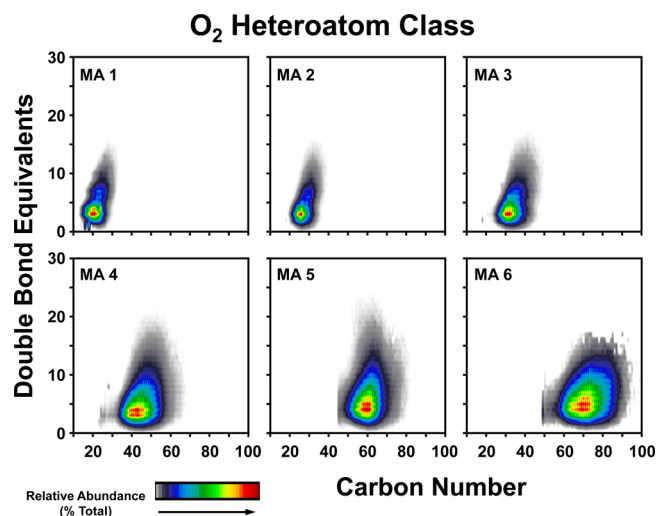 O2 Heteroatom Class
Double Bond Equivalents
30
20
10
0
MA 1
MA 2
MA 3
30
20
10
0
MA 4
MA 5
MA 6
20 40 60 80 100
20 40 60 80 100
20 40 60 80 100
Carbon Number
Relative Abundance
(% Total)